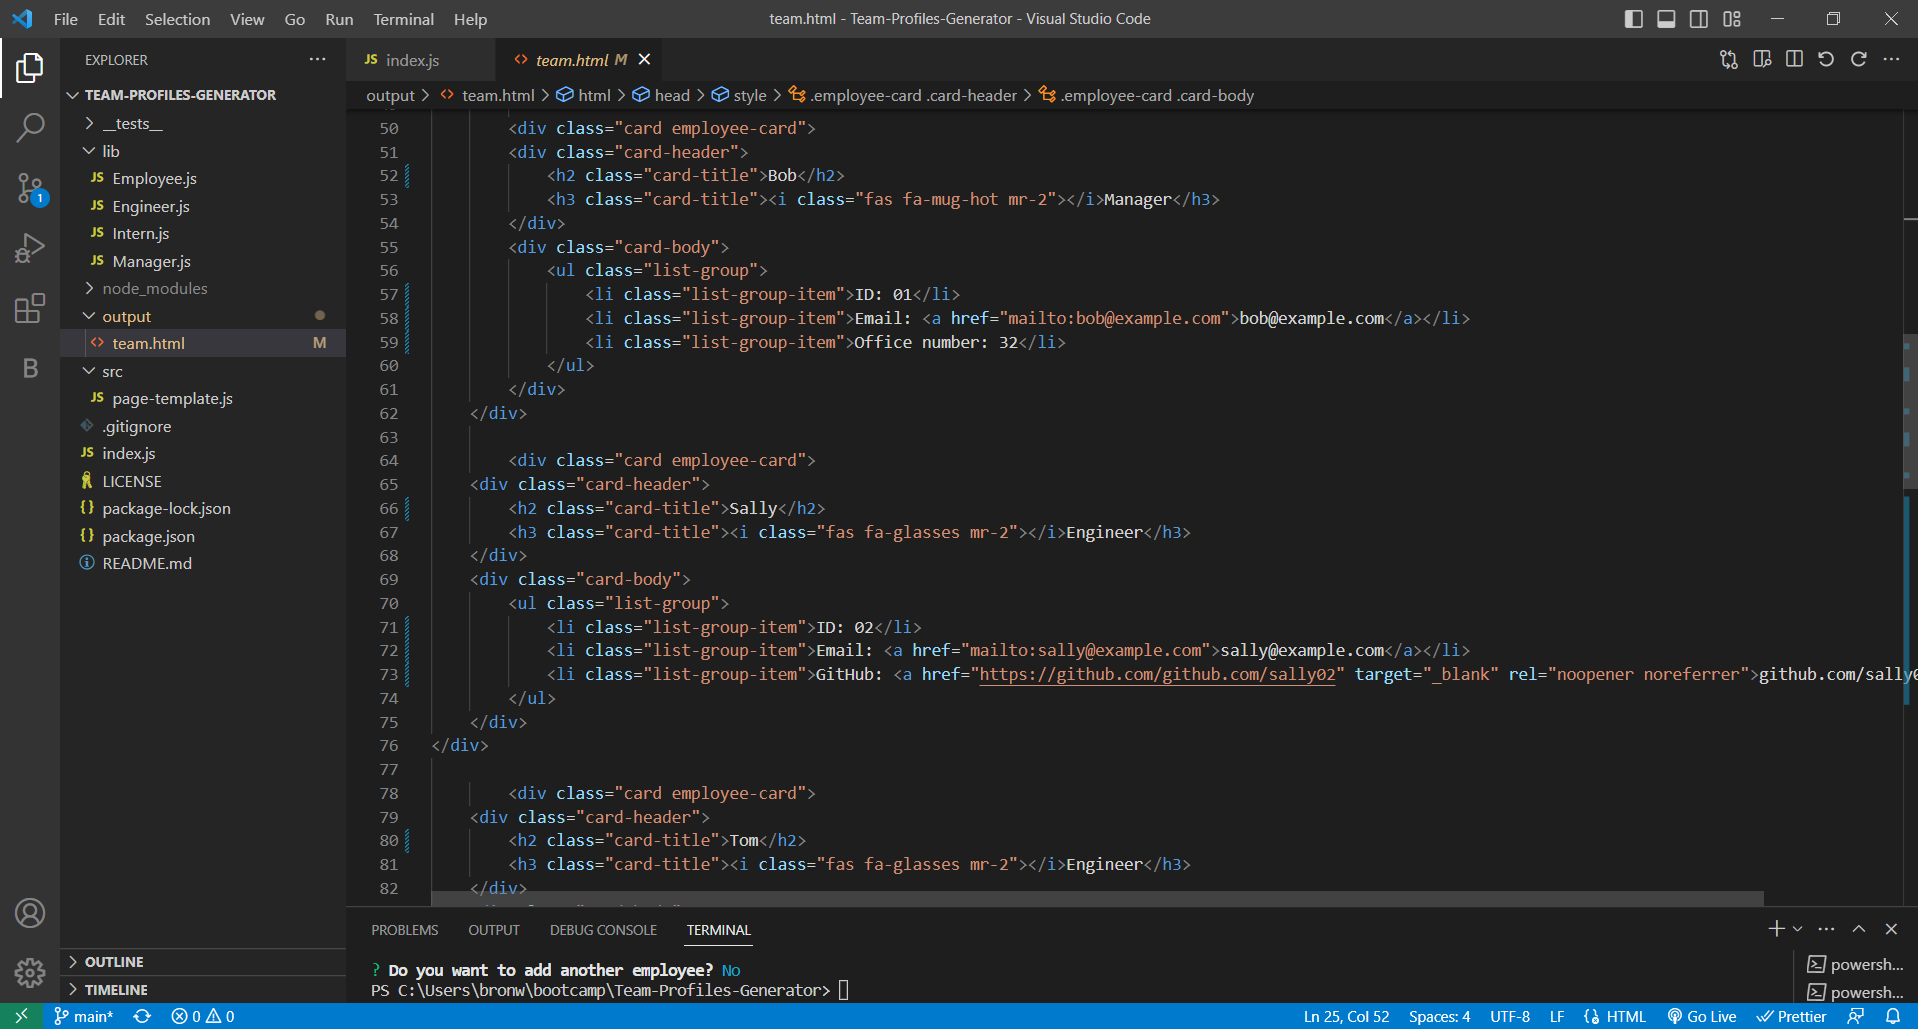 File Edit Selection View Go Run Terminal Help
team.html - Team-Profiles-Generator - Visual Studio Code
EXPLORER
TEAM-PROFILES-GENERATOR
__tests__
lib
JS Employee.js
JS Engineer.js
JS Intern.js
JS Manager.js
node_modules
output
<> team.html M
src
JS page-template.js
.gitignore
JS index.js
LICENSE
{} package-lock.json
{} package.json
README.md
OUTLINE
TIMELINE
1
B
JS index.js
<> team.html M
output > <> team.html > html > head > style > .employee-card .card-header > .employee-card .card-body
50 <div class="card employee-card">
51 <div class="card-header">
52 <h2 class="card-title">Bob</h2>
53 <h3 class="card-title"><i class="fas fa-mug-hot mr-2"></i>Manager</h3>
54 </div>
55 <div class="card-body">
56 <ul class="list-group">
57 <li class="list-group-item">ID: 01</li>
58 <li class="list-group-item">Email: <a href="mailto:bob@example.com">bob@example.com</a></li>
59 <li class="list-group-item">Office number: 32</li>
60 </ul>
61 </div>
62 </div>
63
64 <div class="card employee-card">
65 <div class="card-header">
66 <h2 class="card-title">Sally</h2>
67 <h3 class="card-title"><i class="fas fa-glasses mr-2"></i>Engineer</h3>
68 </div>
69 <div class="card-body">
70 <ul class="list-group">
71 <li class="list-group-item">ID: 02</li>
72 <li class="list-group-item">Email: <a href="mailto:sally@example.com">sally@example.com</a></li>
73 <li class="list-group-item">GitHub: <a href="https://github.com/github.com/sally02" target="_blank" rel="noopener noreferrer">github.com/sally0
74 </ul>
75 </div>
76 </div>
77
78 <div class="card employee-card">
79 <div class="card-header">
80 <h2 class="card-title">Tom</h2>
81 <h3 class="card-title"><i class="fas fa-glasses mr-2"></i>Engineer</h3>
82 </div>
PROBLEMS OUTPUT DEBUG CONSOLE TERMINAL
? Do you want to add another employee? No
PS C:\Users\bronw\bootcamp\Team-Profiles-Generator>
powersh...
powersh...
main* 0 0 Ln 25, Col 52 Spaces: 4 UTF-8 LF HTML Go Live Prettier